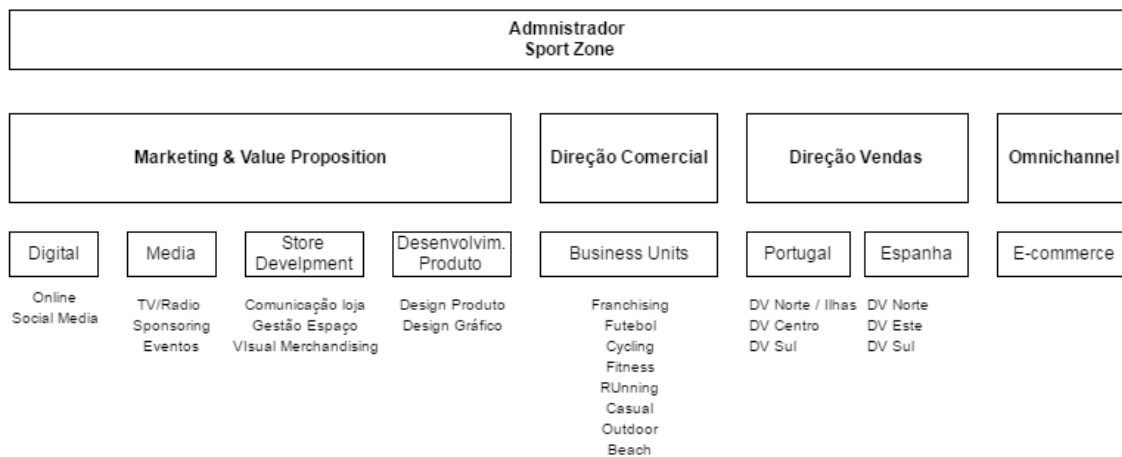 Admnistrador
Sport Zone
Marketing & Value Proposition
Direção Comercial
Direção Vendas
Omnichannel
Digital
Media
Store
Develpment
Desenvolvim.
Produto
Business Units
Portugal
Espanha
E-commerce
Online
Social Media
TV/Radio
Sponsoring
Eventos
Comunicação loja
Gestão Espaço
VIsual Merchandising
Design Produto
Design Gráfico
Franchising
Futebol
Cycling
Fitness
RUnning
Casual
Outdoor
Beach
DV Norte / Ilhas
DV Centro
DV Sul
DV Norte
DV Este
DV Sul